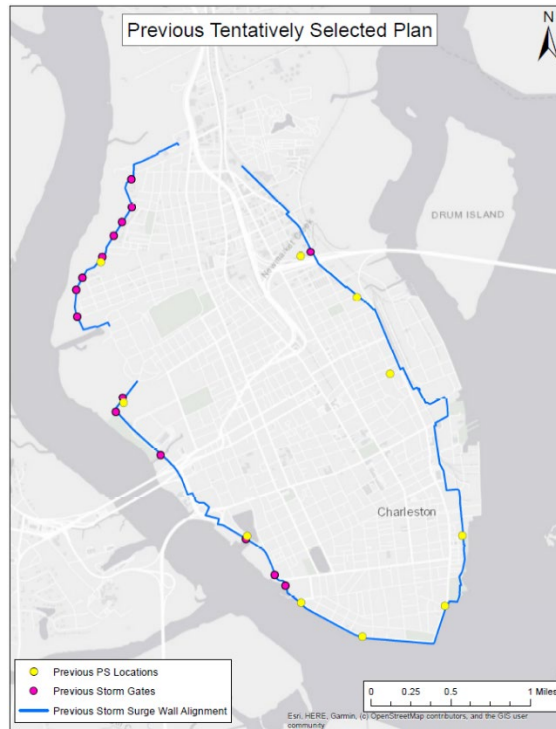 Previous Tentatively Selected Plan
N
DRUM ISLAND
Charleston
Previous PS Locations
Previous Storm Gates
Previous Storm Surge Wall Alignment
0 0.25 0.5 1 Miles
Esri, HERE, Garmin, (c) OpenStreetMap contributors, and the GIS user
community